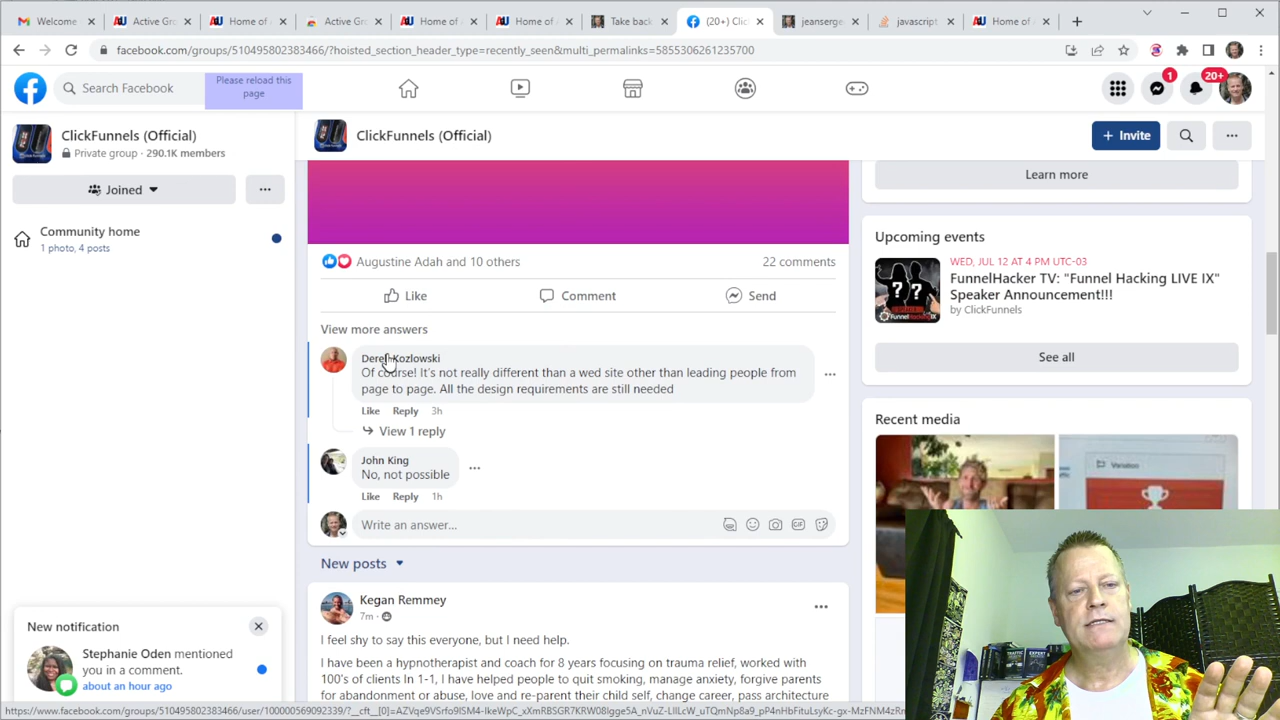 Welcome
Active Gr
Home of
Active Gr
Home of
Home of
Take back
(20+) Clic
jeanserge
javascript
Home of
facebook.com/groups/510495802383466/?hoisted_section_header_type=recently_seen&multi_permalinks=5855306261235700
Search Facebook
Please reload this
page
1
20+
ClickFunnels (Official)
Private group · 290.1K members
Joined
Community home
1 photo, 4 posts
ClickFunnels (Official)
+ Invite
Augustine Adah and 10 others
22 comments
Like
Comment
Send
View more answers
Derek Kozlowski
Of course! It's not really different than a wed site other than leading people from
page to page. All the design requirements are still needed
Like Reply 3h
View 1 reply
John King
No, not possible
Like Reply 1h
Write an answer...
GIF
New posts
Kegan Remmey
7m ·
I feel shy to say this everyone, but I need help.
I have been a hypnotherapist and coach for 8 years focusing on trauma relief, worked with
100's of clients In 1-1, I have helped people to quit smoking, manage anxiety, forgive parents
for abandonment or abuse, love and re-parent their child self, change career, pass architecture
Learn more
Upcoming events
WED, JUL 12 AT 4 PM UTC-03
FunnelHacker TV: "Funnel Hacking LIVE IX"
Speaker Announcement!!!
by ClickFunnels
See all
Recent media
Variation
TRAFFIC
EXPERT
New notification
Stephanie Oden mentioned
you in a comment.
about an hour ago